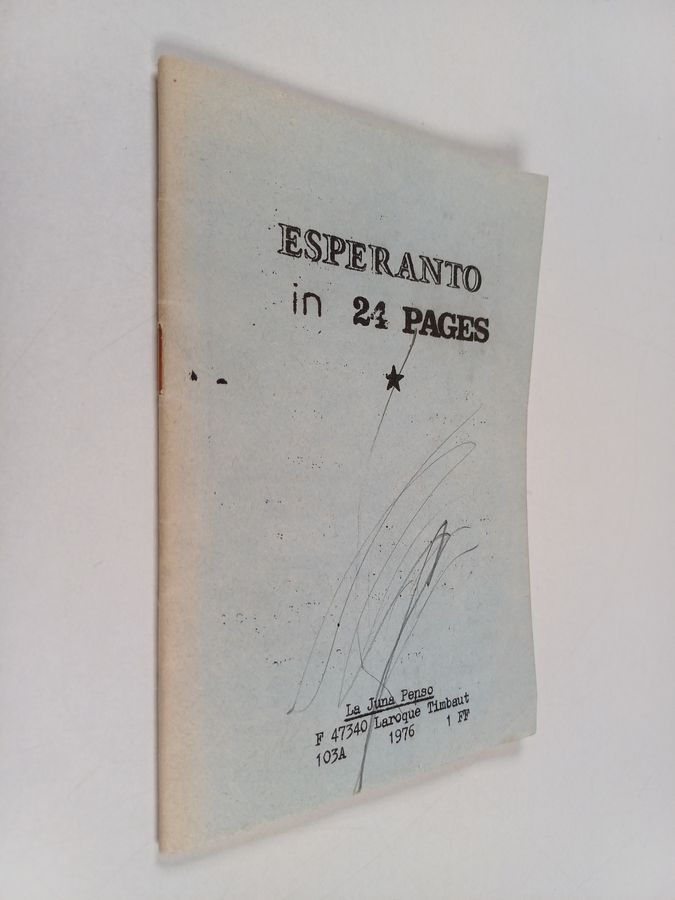 ESPERANTO
in 24 PAGES
La Juna Penso
F 47340 Laroque Timbaut
103A 1976 1 FF